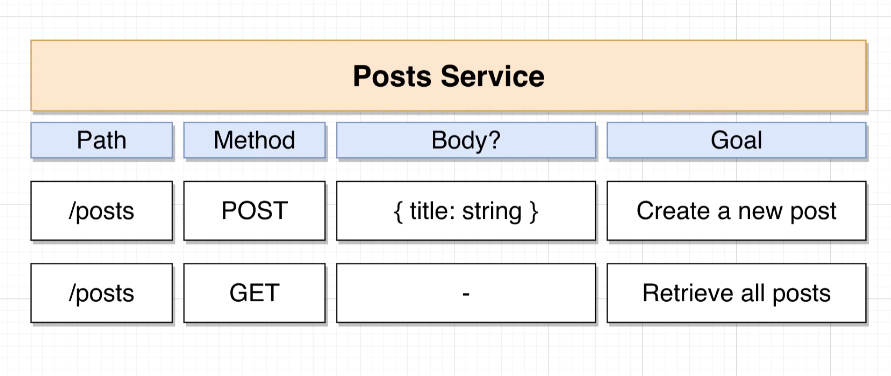 Posts Service
Path Method Body? Goal
/posts POST { title: string } Create a new post
/posts GET - Retrieve all posts